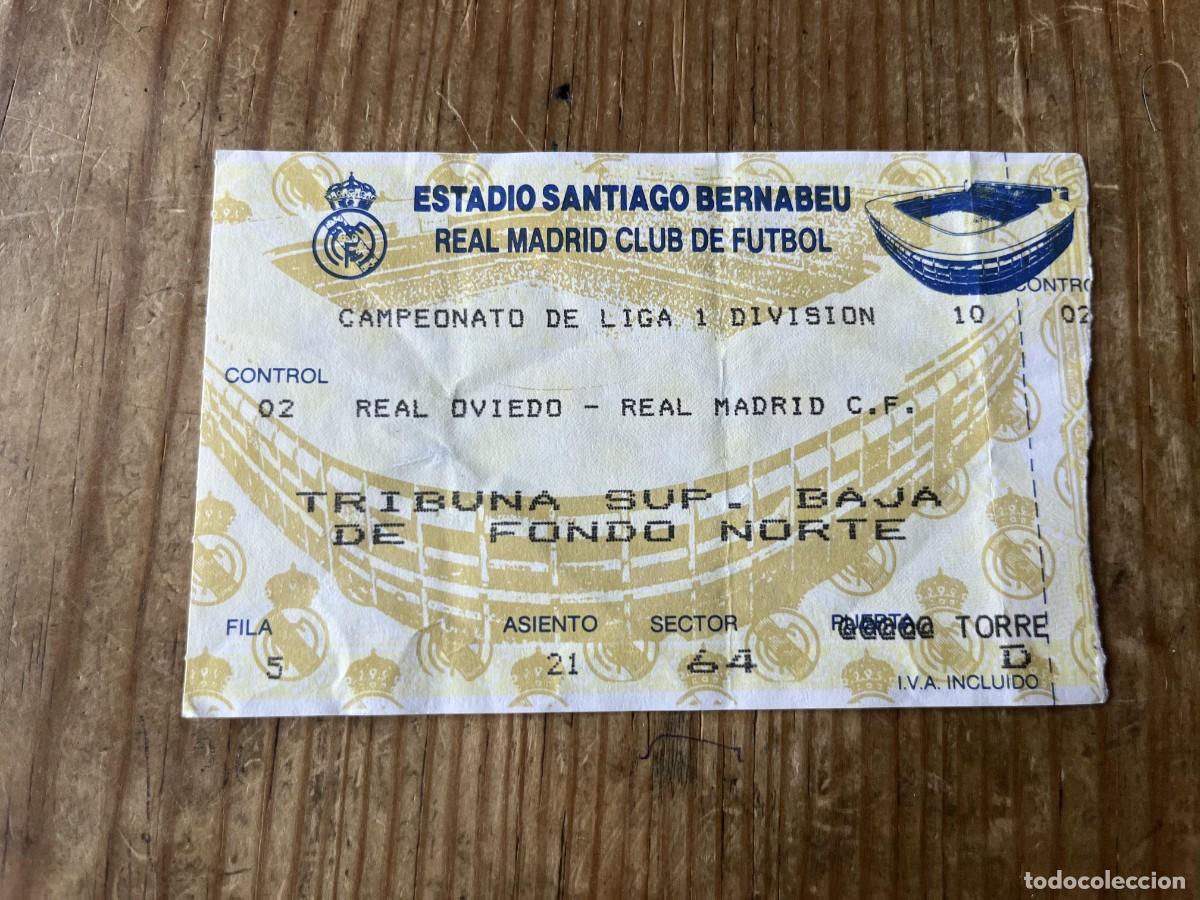 ESTADIO SANTIAGO BERNABEU
REAL MADRID CLUB DE FUTBOL
CONTRO
CAMPEONATO DE LIGA 1 DIVISION 10 02
CONTROL
02 REAL OVIEDO - REAL MADRID C.F.
TRIBUNA SUP. BAJA
DE FONDO NORTE
FILA ASIENTO SECTOR PUERTA @@@@@ TORRE
5 21 64 D
I.V.A. INCLUIDO
todocoleccion